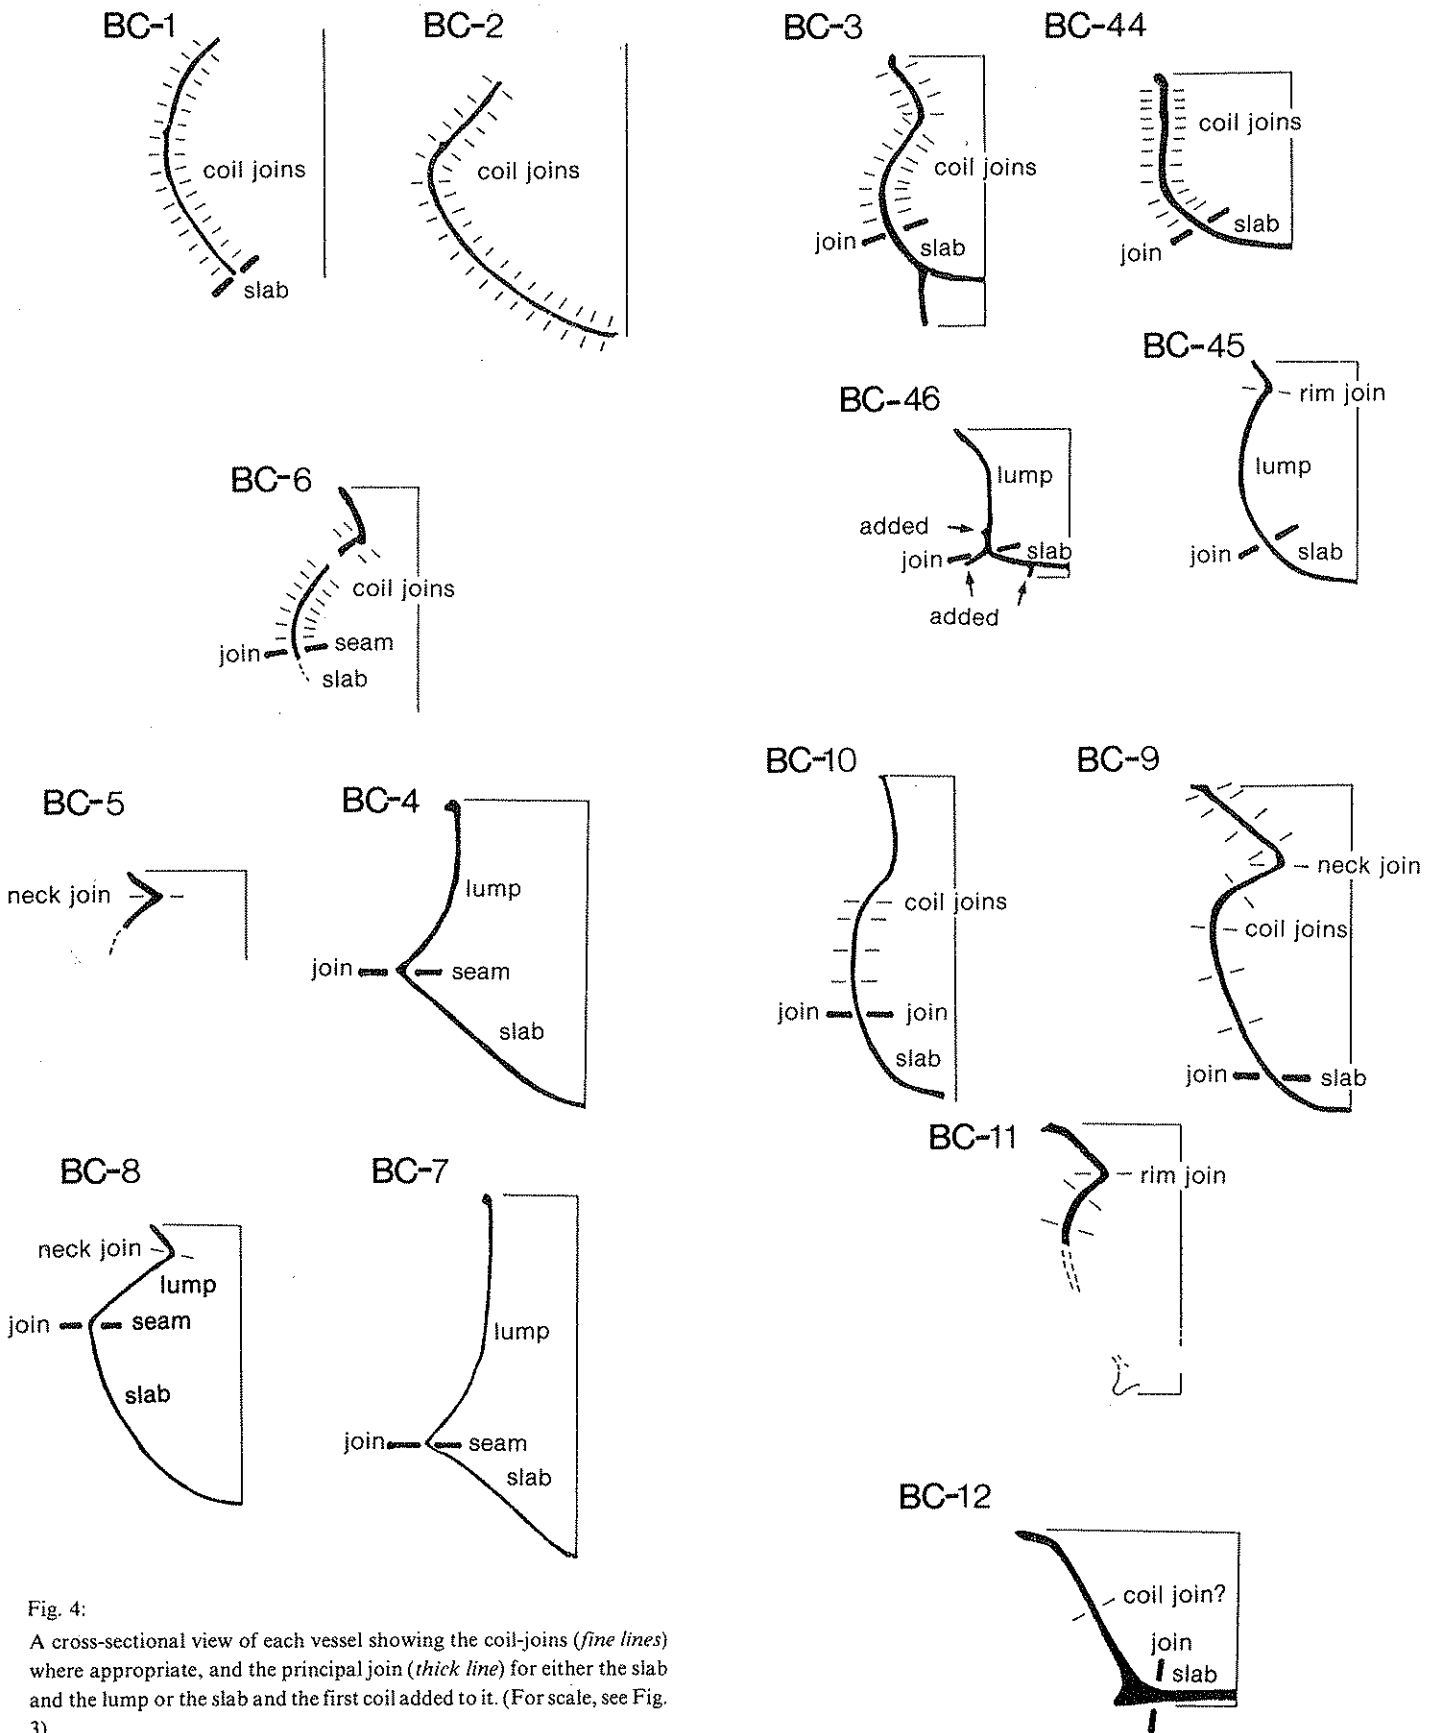 BC-1
coil joins
slab
BC-2
coil joins
BC-3
coil joins
join
slab
BC-44
coil joins
slab
join
BC-45
rim join
lump
join
slab
BC-46
lump
added
join
slab
added
BC-6
coil joins
join
seam
slab
BC-5
neck join
BC-4
lump
join
seam
slab
BC-10
coil joins
join
join
slab
BC-9
neck join
coil joins
join
slab
BC-8
neck join
lump
join
seam
slab
BC-7
lump
join
seam
slab
BC-11
rim join
BC-12
coil join?
join
slab
Fig. 4:
A cross-sectional view of each vessel showing the coil-joins (fine lines)
where appropriate, and the principal join (thick line) for either the slab
and the lump or the slab and the first coil added to it. (For scale, see Fig.
3)